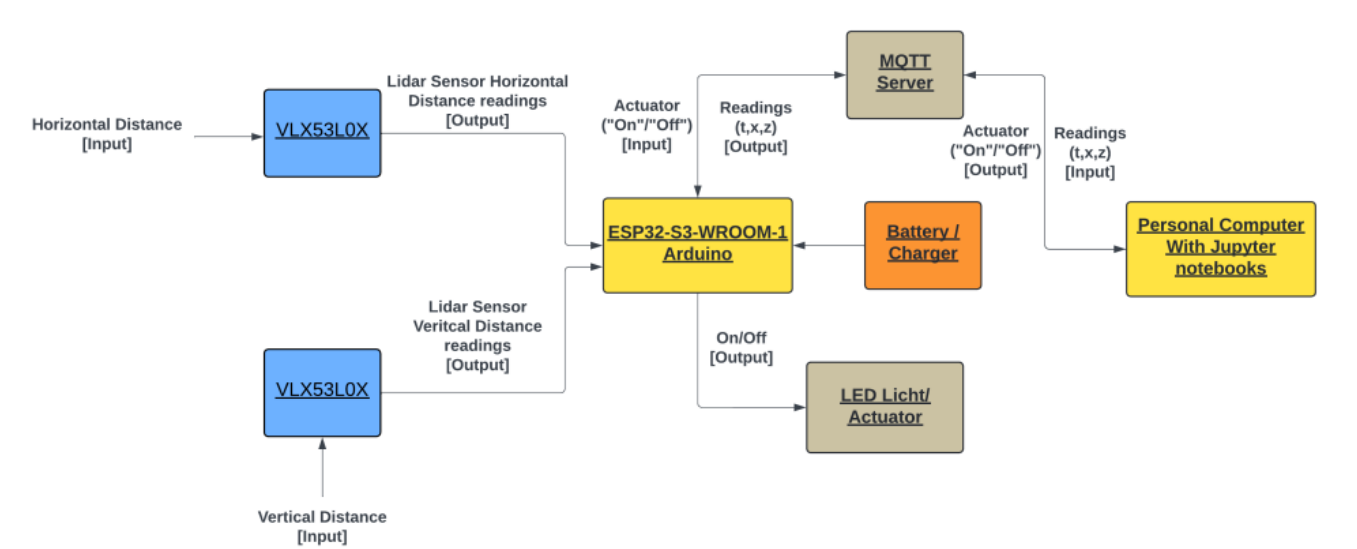 Horizontal Distance
[Input]
VLX53L0X
Lidar Sensor Horizontal
Distance readings
[Output]
Actuator
("On"/"Off")
[Input]
Readings
(t,x,z)
[Output]
MQTT
Server
Actuator
("On"/"Off")
[Output]
Readings
(t,x,z)
[Input]
ESP32-S3-WROOM-1
Arduino
Battery /
Charger
Personal Computer
With Jupyter
notebooks
Lidar Sensor
Veritcal Distance
readings
[Output]
VLX53L0X
On/Off
[Output]
LED Licht/
Actuator
Vertical Distance
[Input]